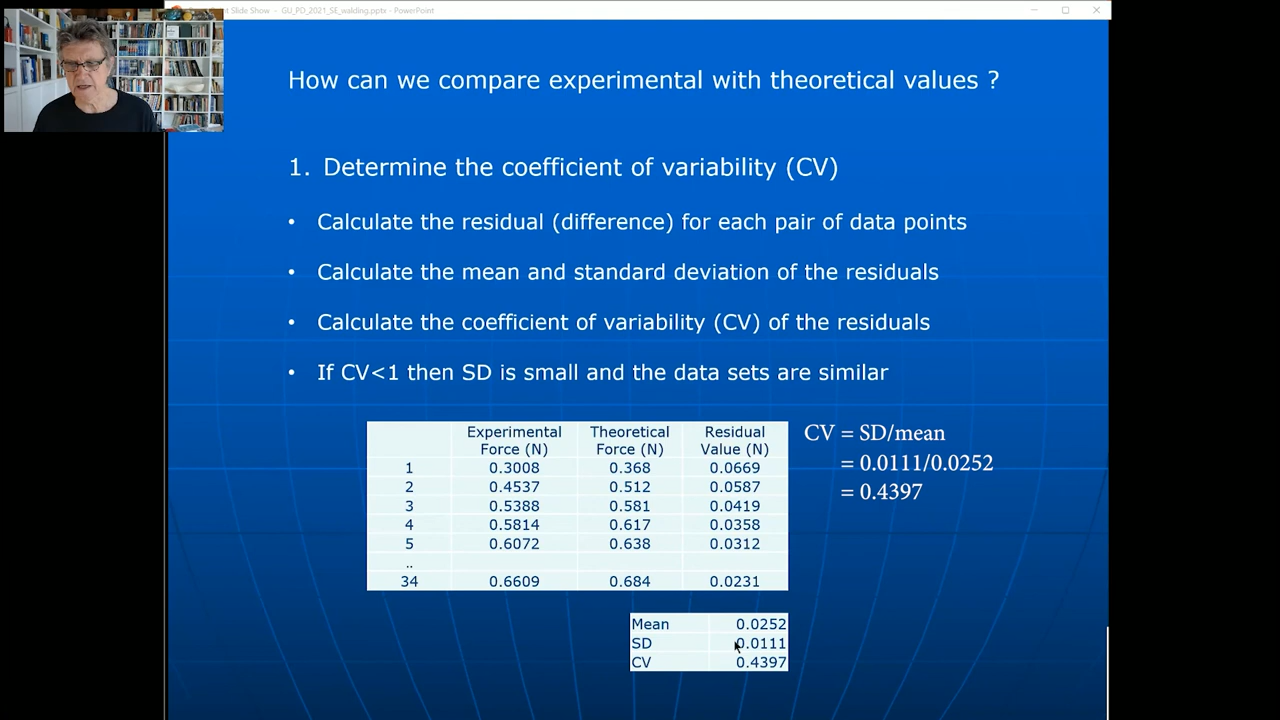 Slide Show - GU_PD_2021_SE_walding.pptx - PowerPoint
How can we compare experimental with theoretical values ?
1. Determine the coefficient of variability (CV)
• Calculate the residual (difference) for each pair of data points
• Calculate the mean and standard deviation of the residuals
• Calculate the coefficient of variability (CV) of the residuals
• If CV<1 then SD is small and the data sets are similar
Experimental Force (N) Theoretical Force (N) Residual Value (N)
1 0.3008 0.368 0.0669
2 0.4537 0.512 0.0587
3 0.5388 0.581 0.0419
4 0.5814 0.617 0.0358
5 0.6072 0.638 0.0312
..
34 0.6609 0.684 0.0231
CV = SD/mean
= 0.0111/0.0252
= 0.4397
Mean 0.0252
SD 0.0111
CV 0.4397